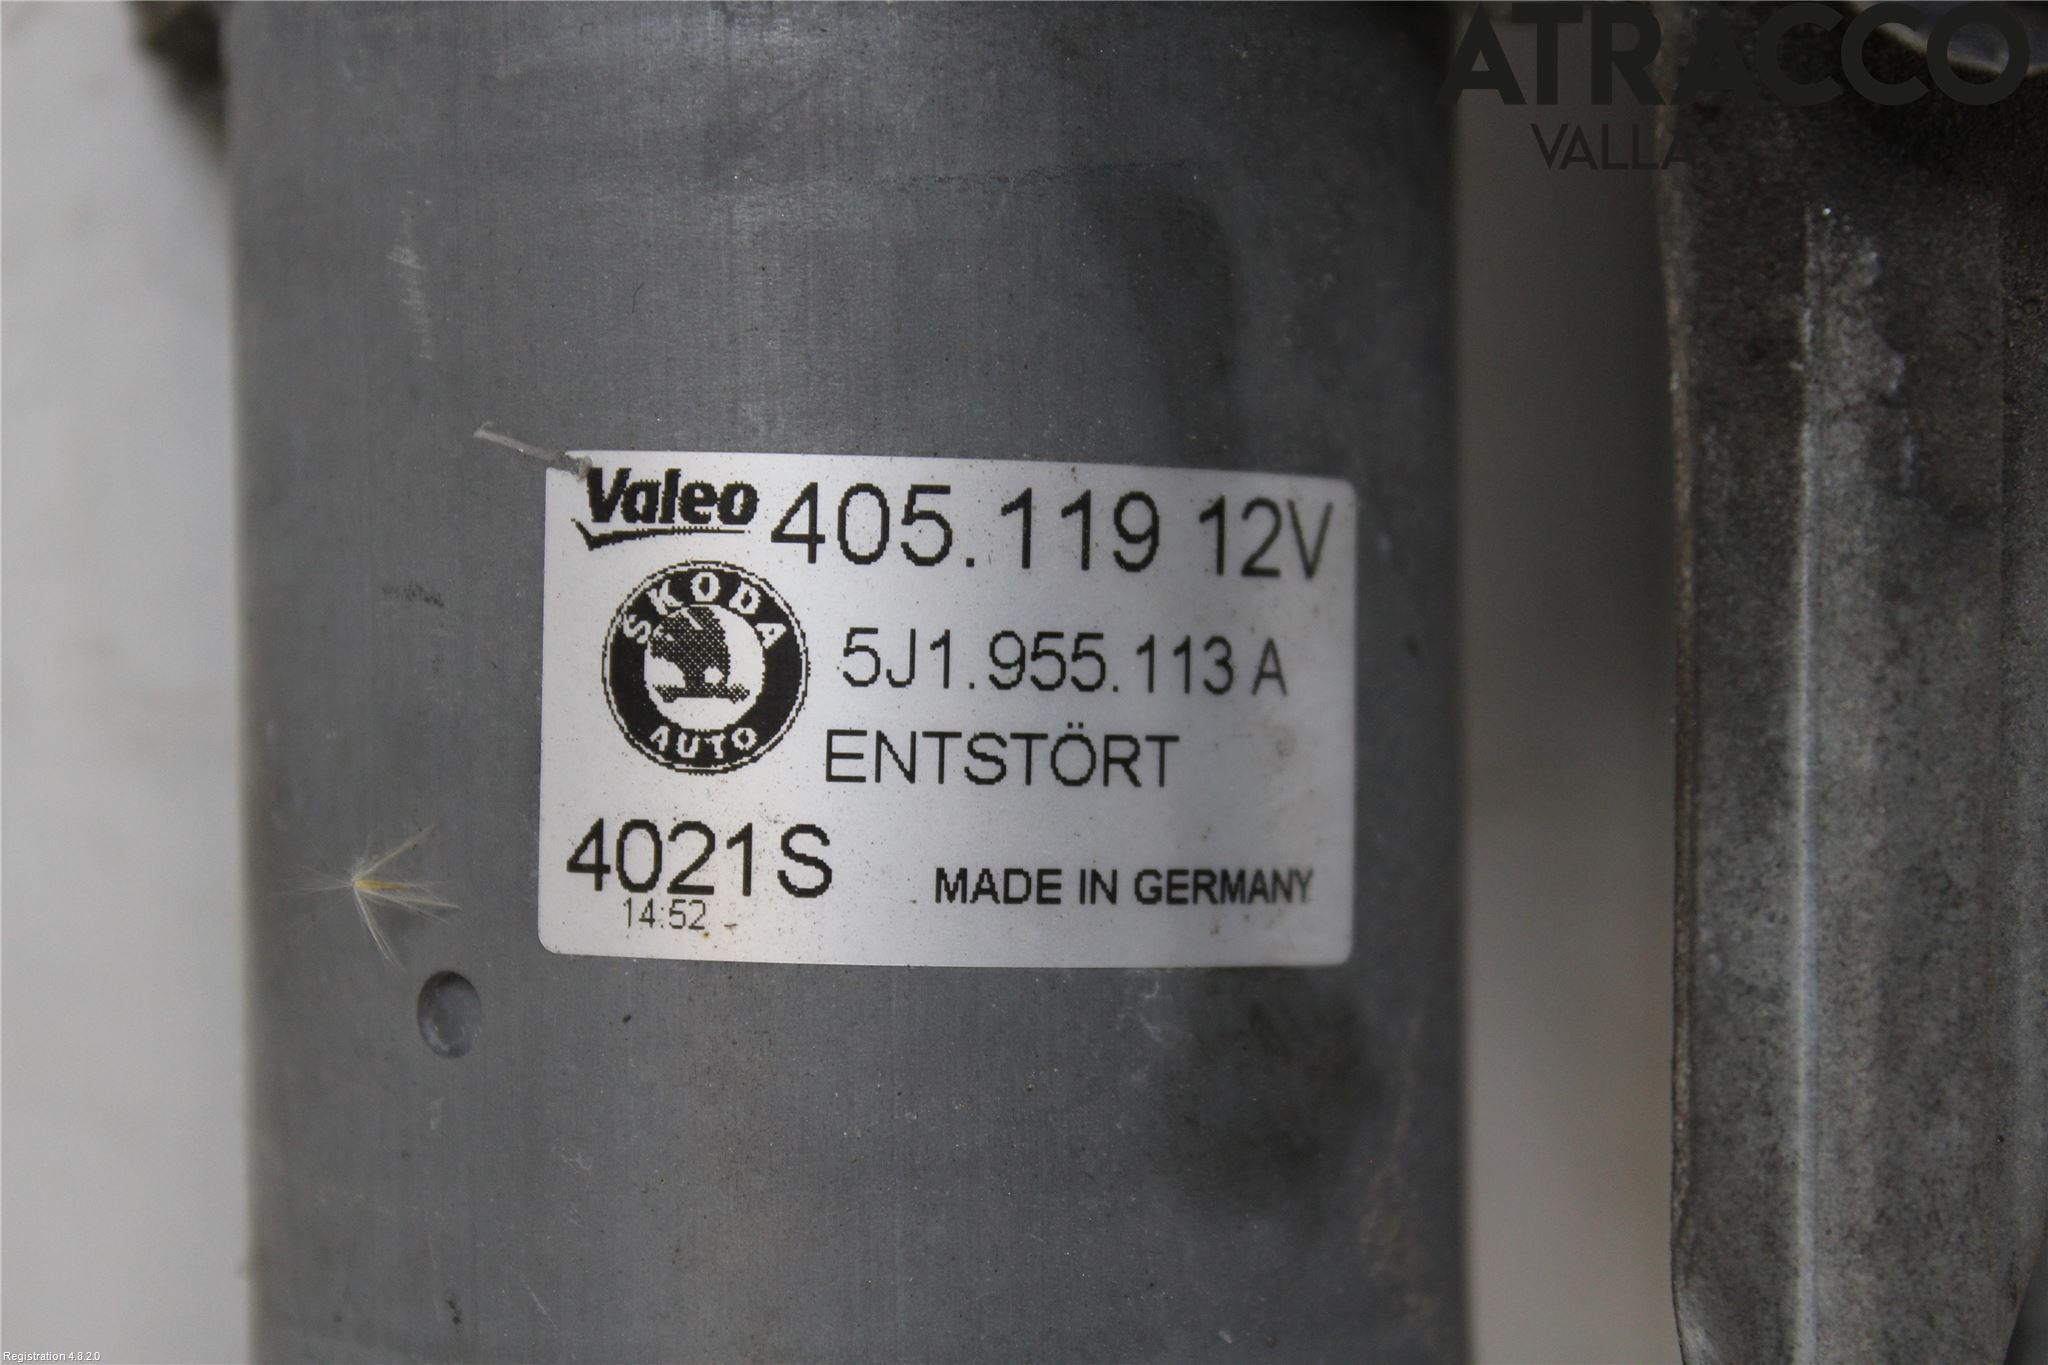 ATRACCO
VALLA
Valeo 405.119 12V
ŠKODA
AUTO
5J1.955.113 A
ENTSTÖRT
4021S
14:52
MADE IN GERMANY
Registration 4.8.2.0